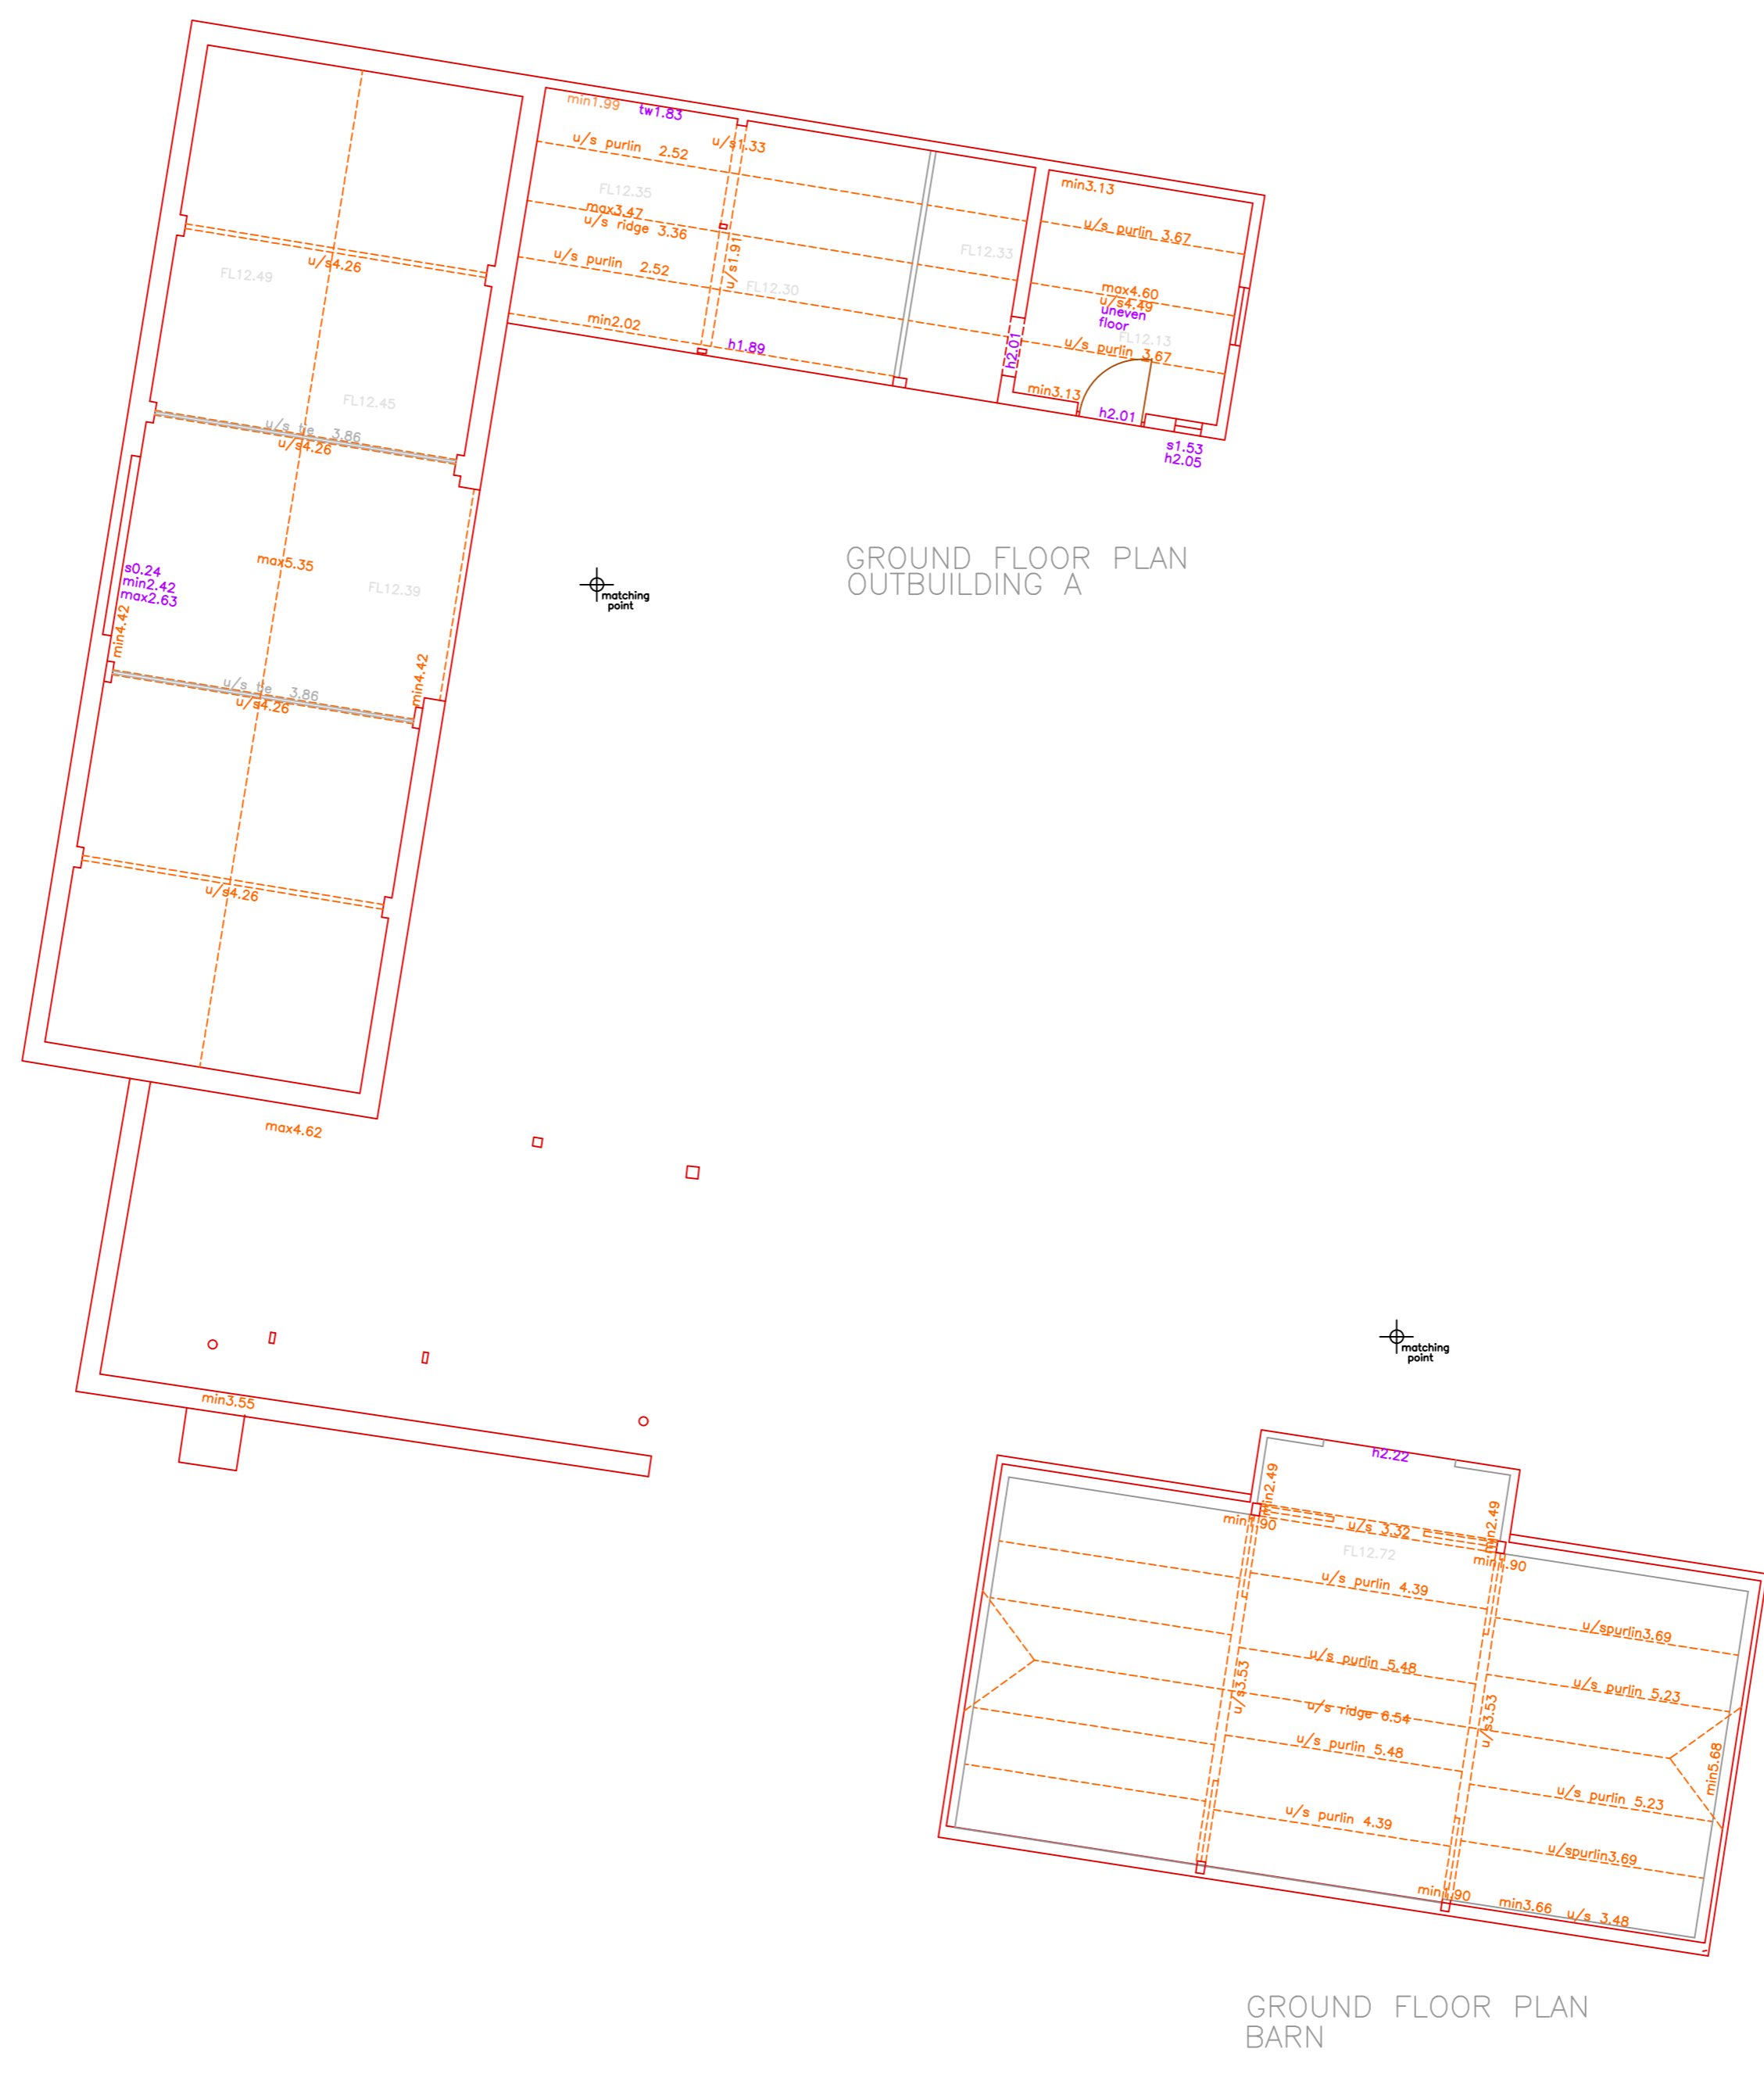 min1.99
tw1.83
u/s1.33
u/s purlin 2.52
FL12.35
max3.47
u/s ridge 3.36
u/s purlin 2.52
u/s1.91
FL12.30
min2.02
h1.89
FL12.33
min3.13
u/s purlin 3.67
max4.60
u/s4.49
uneven
floor
FL12.13
u/s purlin 3.67
h2.01
min3.13
h2.01
s1.53
h2.05
u/s4.26
FL12.49
FL12.45
u/s tie 3.86
u/s4.26
max5.35
FL12.39
s0.24
min2.42
max2.63
min4.42
min4.42
u/s tie 3.86
u/s4.26
u/s4.26
GROUND FLOOR PLAN
OUTBUILDING A
matching
point
max4.62
min3.55
matching
point
h2.22
min2.49
min1.90
u/s 3.32
min2.49
FL12.72
min1.90
u/s purlin 4.39
u/spurlin3.69
u/s purlin 5.48
u/s purlin 5.23
u/s3.53
u/s ridge 6.54
u/s3.53
u/s purlin 5.48
min5.68
u/s purlin 5.23
u/s purlin 4.39
u/spurlin3.69
min1.90
min3.66
u/s 3.48
GROUND FLOOR PLAN
BARN